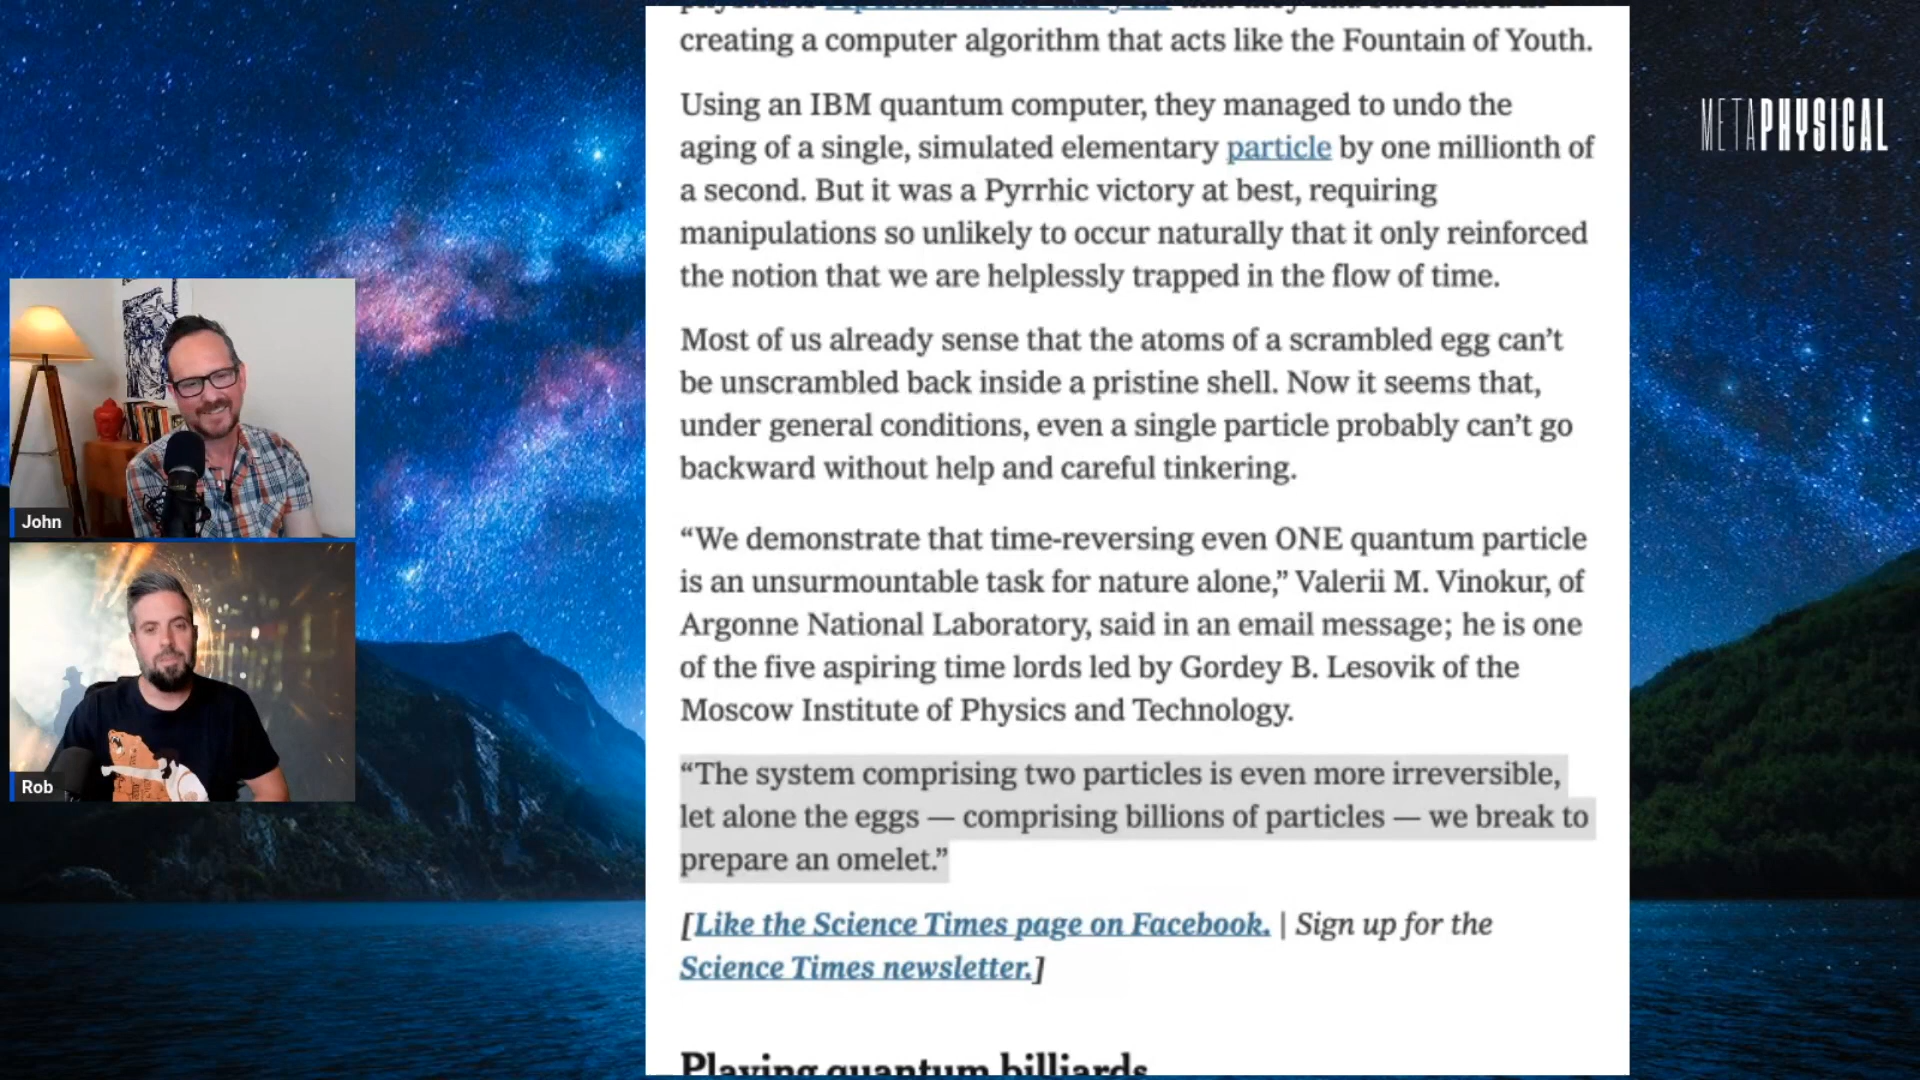 creating a computer algorithm that acts like the Fountain of Youth.
Using an IBM quantum computer, they managed to undo the
aging of a single, simulated elementary particle by one millionth of
a second. But it was a Pyrrhic victory at best, requiring
manipulations so unlikely to occur naturally that it only reinforced
the notion that we are helplessly trapped in the flow of time.
Most of us already sense that the atoms of a scrambled egg can’t
be unscrambled back inside a pristine shell. Now it seems that,
under general conditions, even a single particle probably can’t go
backward without help and careful tinkering.
“We demonstrate that time-reversing even ONE quantum particle
is an unsurmountable task for nature alone,” Valerii M. Vinokur, of
Argonne National Laboratory, said in an email message; he is one
of the five aspiring time lords led by Gordey B. Lesovik of the
Moscow Institute of Physics and Technology.
“The system comprising two particles is even more irreversible,
let alone the eggs — comprising billions of particles — we break to
prepare an omelet.”
[Like the Science Times page on Facebook. | Sign up for the
Science Times newsletter.]
Playing quantum billiards
METAPHYSICAL
John
Rob